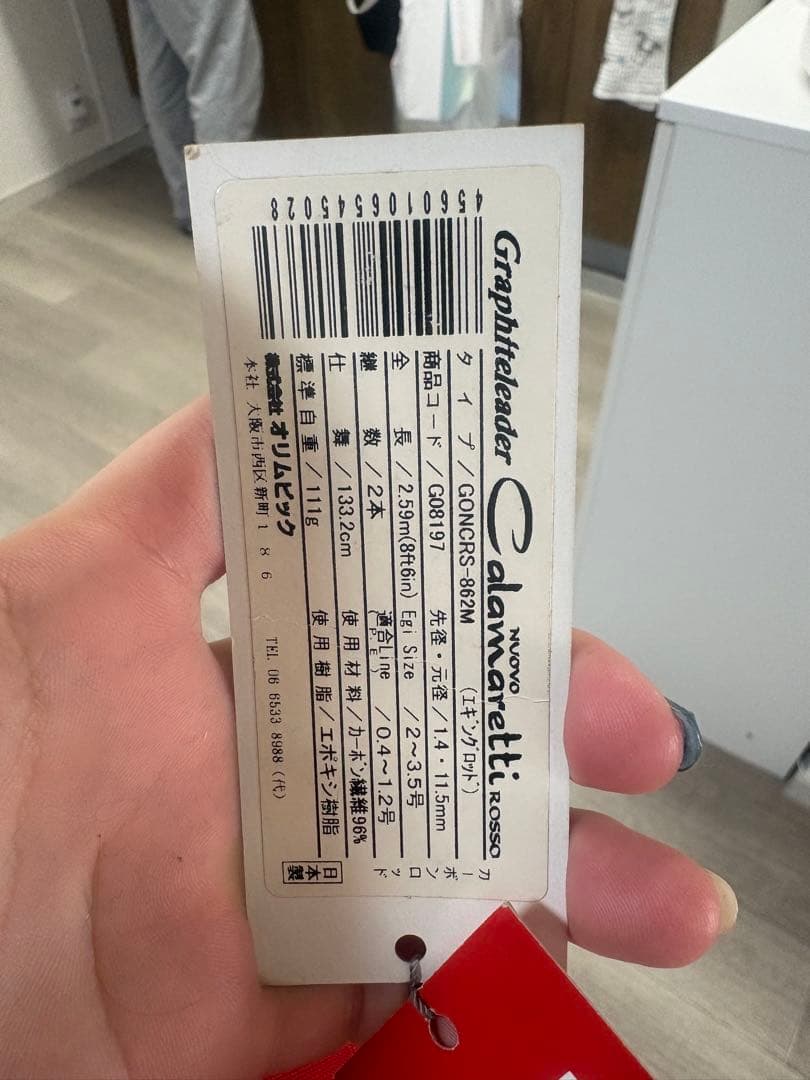 Graphiteleader Calamaretti NUOVO ROSSO
タイプ/GONCRS-862M (エギングロッド)
商品コード/G08197 先径・元径/1.4・11.5mm
全長/2.59m(8ft6in) Egi Size /2～3.5号
継数/2本 適合Line (P.E) /0.4～1.2号
仕舞/133.2cm 使用材料/カーボン繊維96%
標準自重/111g 使用樹脂/エポキシ樹脂
株式会社オリムピック
本社 大阪市西区新町1 8 6 TEL 06 6533 8988(代)
4560106545028
カーボンロッド
日本製